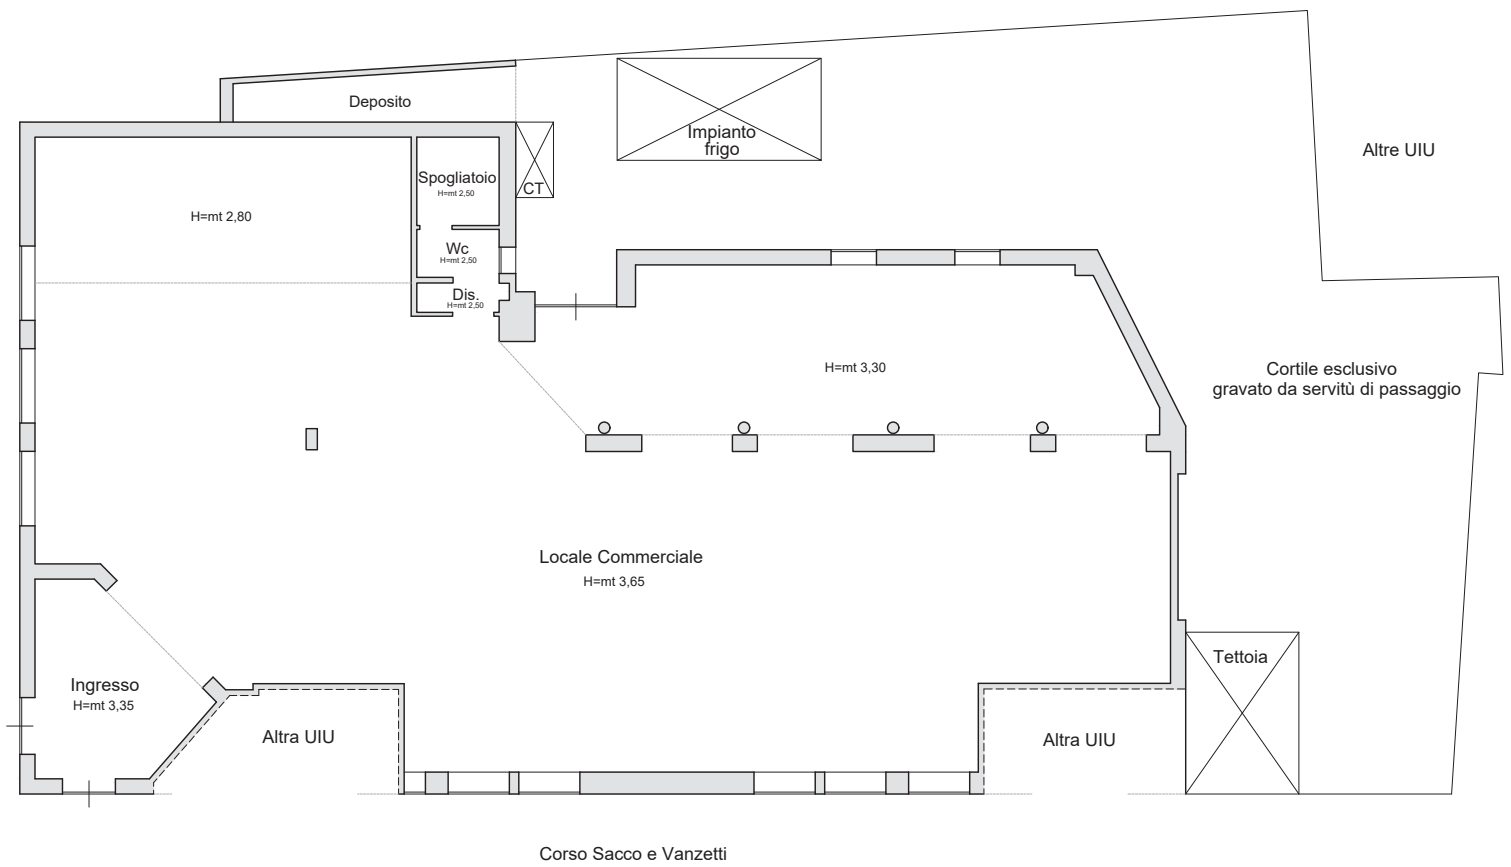 Deposito
Impianto
frigo
Altre UIU
Spogliatoio
H=mt 2,50
CT
H=mt 2,80
Wc
H=mt 2,50
Dis.
H=mt 2,50
H=mt 3,30
Cortile esclusivo
gravato da servitù di passaggio
Locale Commerciale
H=mt 3,65
Tettoia
Ingresso
H=mt 3,35
Altra UIU
Altra UIU
Corso Sacco e Vanzetti